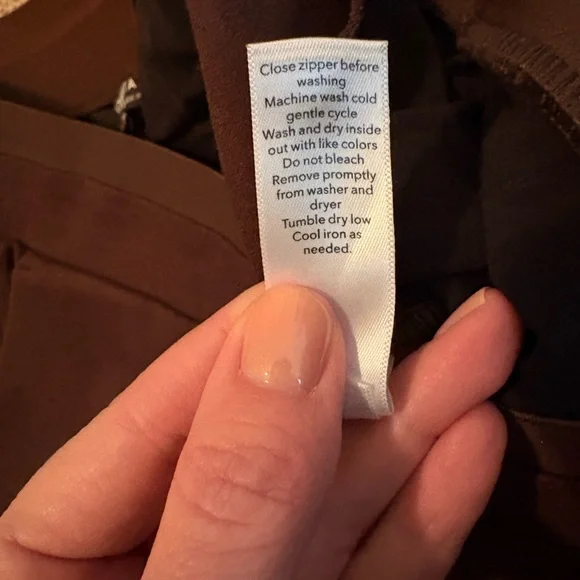 Close zipper before
washing
Machine wash cold
gentle cycle
Wash and dry inside
out with like colors
Do not bleach
Remove promptly
from washer and
dryer
Tumble dry low
Cool iron as
needed.